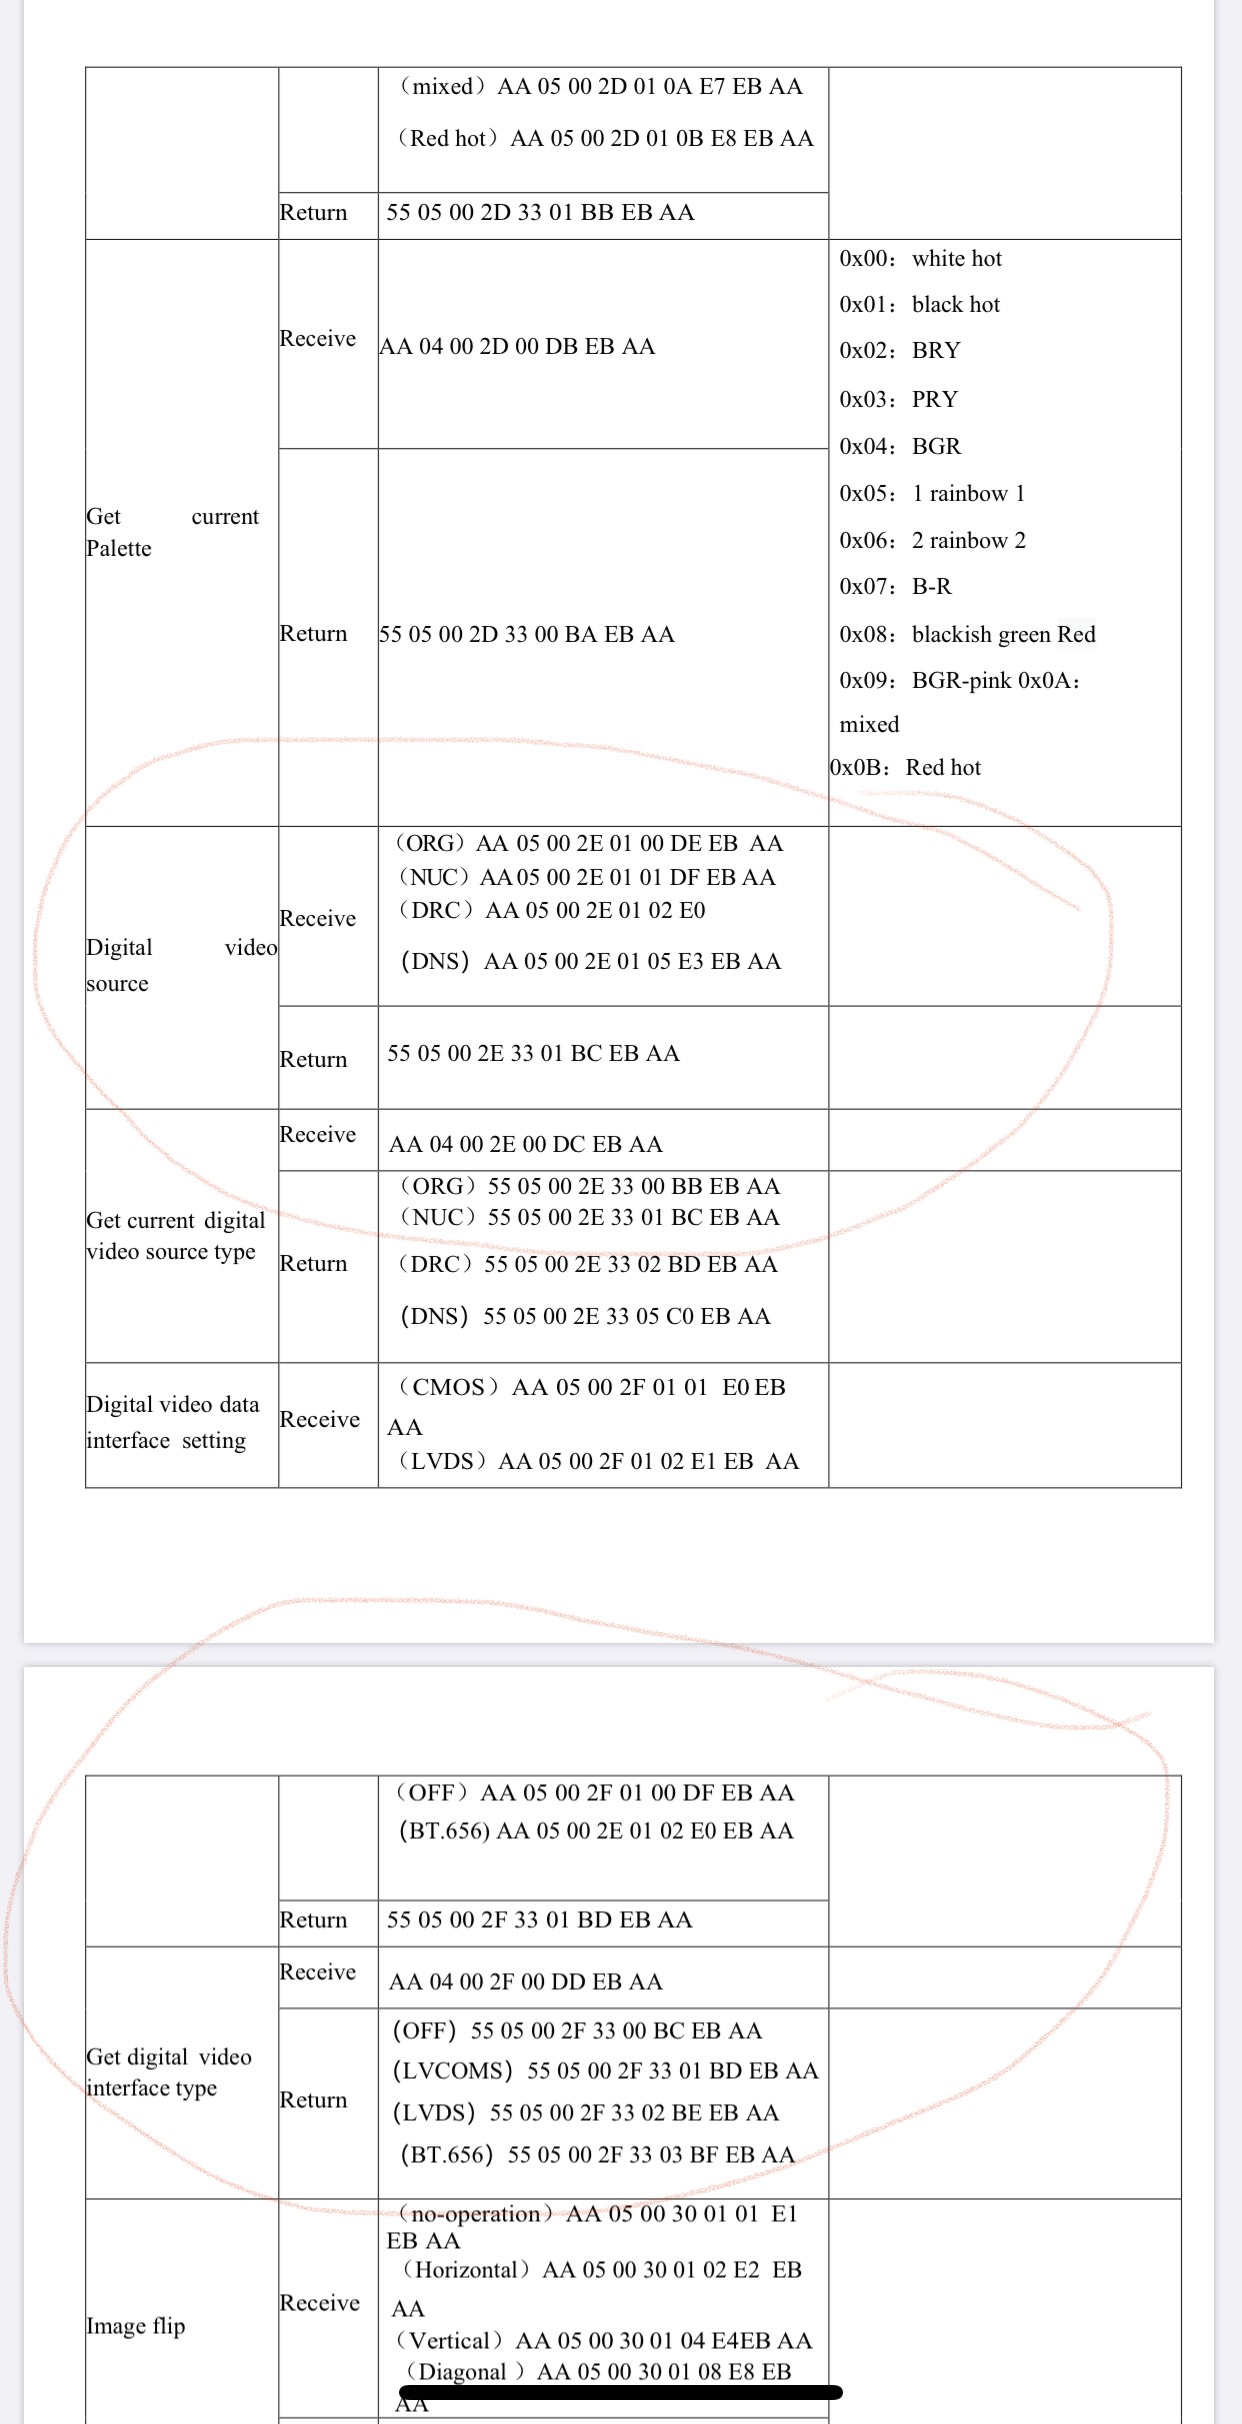 （mixed）AA 05 00 2D 01 0A E7 EB AA
（Red hot）AA 05 00 2D 01 0B E8 EB AA
Return
55 05 00 2D 33 01 BB EB AA
Get current
Palette
Receive
AA 04 00 2D 00 DB EB AA
Return
55 05 00 2D 33 00 BA EB AA
0x00：white hot
0x01：black hot
0x02：BRY
0x03：PRY
0x04：BGR
0x05：1 rainbow 1
0x06：2 rainbow 2
0x07：B-R
0x08：blackish green Red
0x09：BGR-pink 0x0A：
mixed
0x0B：Red hot
Digital video
source
Receive
（ORG）AA 05 00 2E 01 00 DE EB AA
（NUC）AA 05 00 2E 01 01 DF EB AA
（DRC）AA 05 00 2E 01 02 E0
（DNS）AA 05 00 2E 01 05 E3 EB AA
Return
55 05 00 2E 33 01 BC EB AA
Get current digital
video source type
Receive
AA 04 00 2E 00 DC EB AA
Return
（ORG）55 05 00 2E 33 00 BB EB AA
（NUC）55 05 00 2E 33 01 BC EB AA
（DRC）55 05 00 2E 33 02 BD EB AA
（DNS）55 05 00 2E 33 05 C0 EB AA
Digital video data
interface setting
Receive
（CMOS）AA 05 00 2F 01 01 E0 EB
AA
（LVDS）AA 05 00 2F 01 02 E1 EB AA
（OFF）AA 05 00 2F 01 00 DF EB AA
(BT.656) AA 05 00 2E 01 02 E0 EB AA
Return
55 05 00 2F 33 01 BD EB AA
Get digital video
interface type
Receive
AA 04 00 2F 00 DD EB AA
Return
（OFF）55 05 00 2F 33 00 BC EB AA
（LVCOMS）55 05 00 2F 33 01 BD EB AA
（LVDS）55 05 00 2F 33 02 BE EB AA
（BT.656）55 05 00 2F 33 03 BF EB AA
Image flip
Receive
（no-operation）AA 05 00 30 01 01 E1
EB AA
（Horizontal）AA 05 00 30 01 02 E2 EB
AA
（Vertical）AA 05 00 30 01 04 E4EB AA
（Diagonal ）AA 05 00 30 01 08 E8 EB
AA